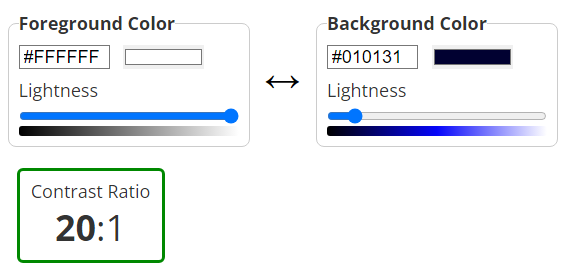 Foreground Color
#FFFFFF
Lightness
Background Color
#010131
Lightness
Contrast Ratio
20:1